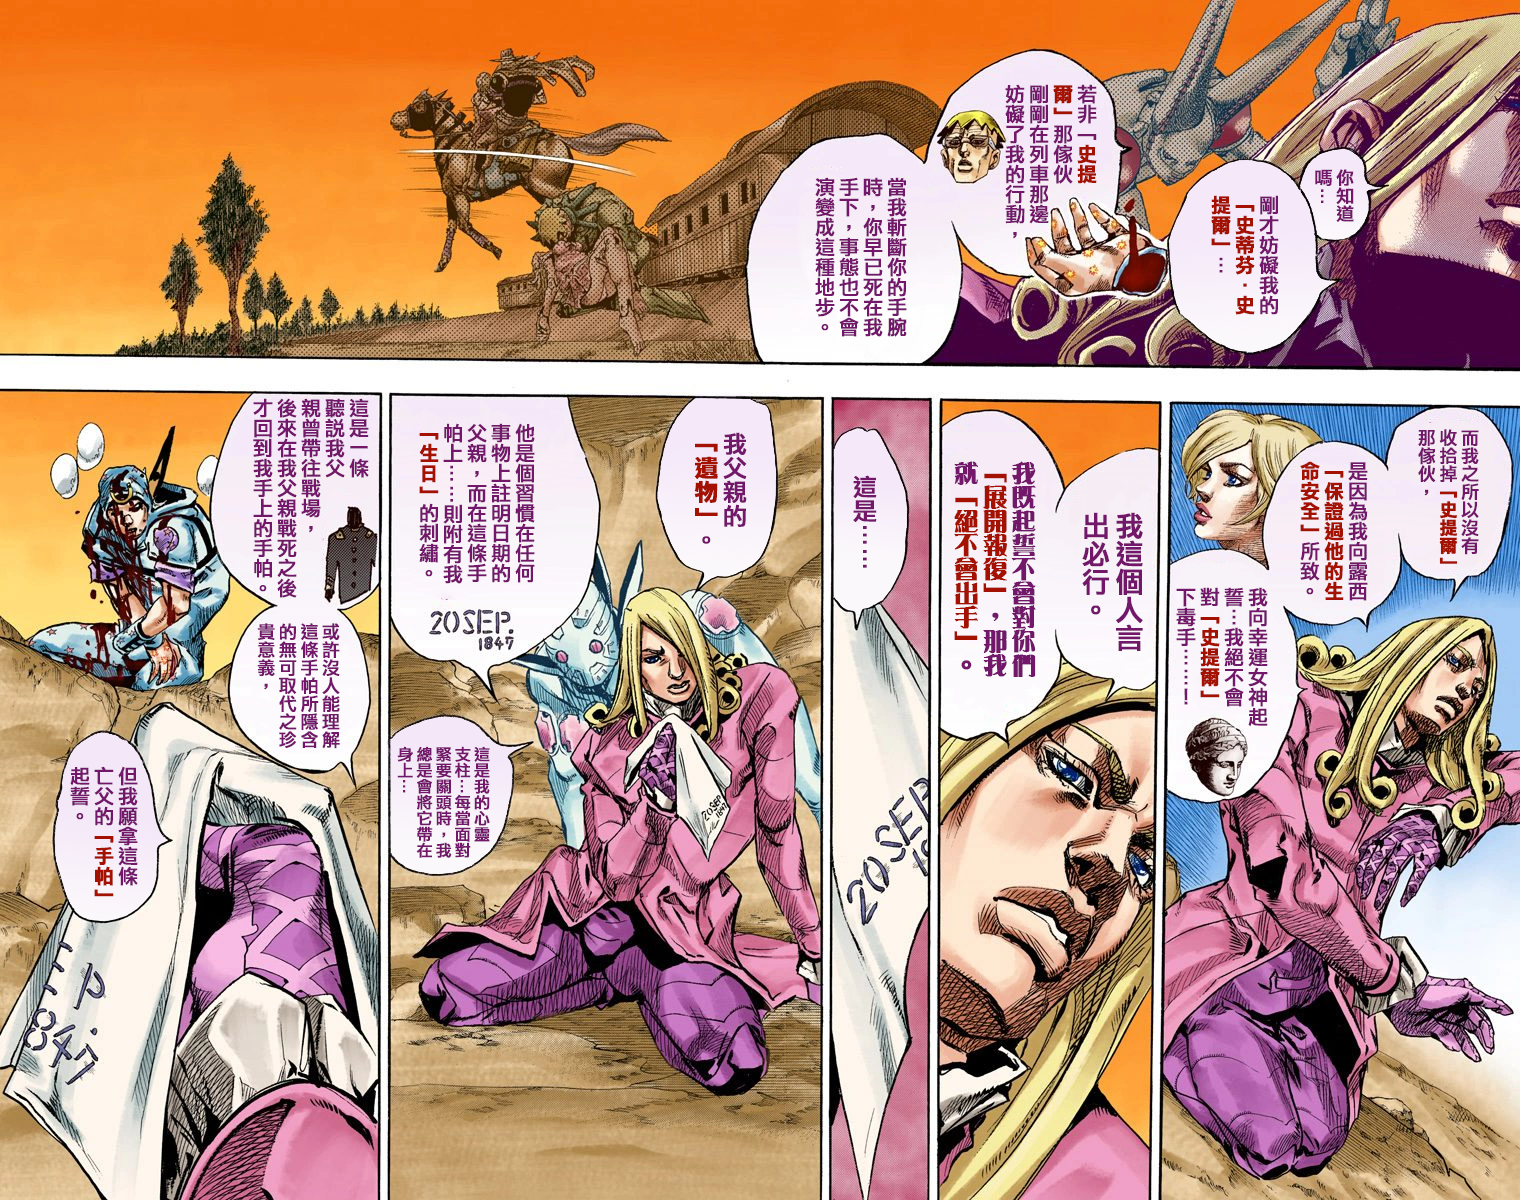 你知道
嗎…
剛才妨礙我的
「史蒂芬·史
提爾」…
若非「史提
爾」那傢伙
剛剛在列車那邊
妨礙了我的行動，
當我斬斷你的手腕
時，你早已死在我
手下，事態也不會
演變成這種地步。
而我之所以沒有
收拾掉「史提爾」
那傢伙，
是因為我向露西
「保證過他的生
命安全」所致。
我向幸運女神起
誓…我絕不會
對「史提爾」
下毒手……！
我這個人言
出必行。
我既起誓不會對你們
「展開報復」，那我
就「絕不會出手」。
這是……
20SEP.
18
我父親的
「遺物」。
他是個習慣在任何
事物上註明日期的
父親，而在這條手
帕上……則附有我
「生日」的刺繡。
20SEP.
1847
20SEP
1847
這是我的心靈
支柱…每當面對
緊要關頭時，我
總是會將它帶在
身上…
這是一條
聽説我父
親曾帶往戰場，
後來在我父親戰死之後
才回到我手上的手帕。
或許沒人能理解
這條手帕所隱含
的無可取代之珍
貴意義，
但我願拿這條
亡父的「手帕」
起誓。
EP.
847